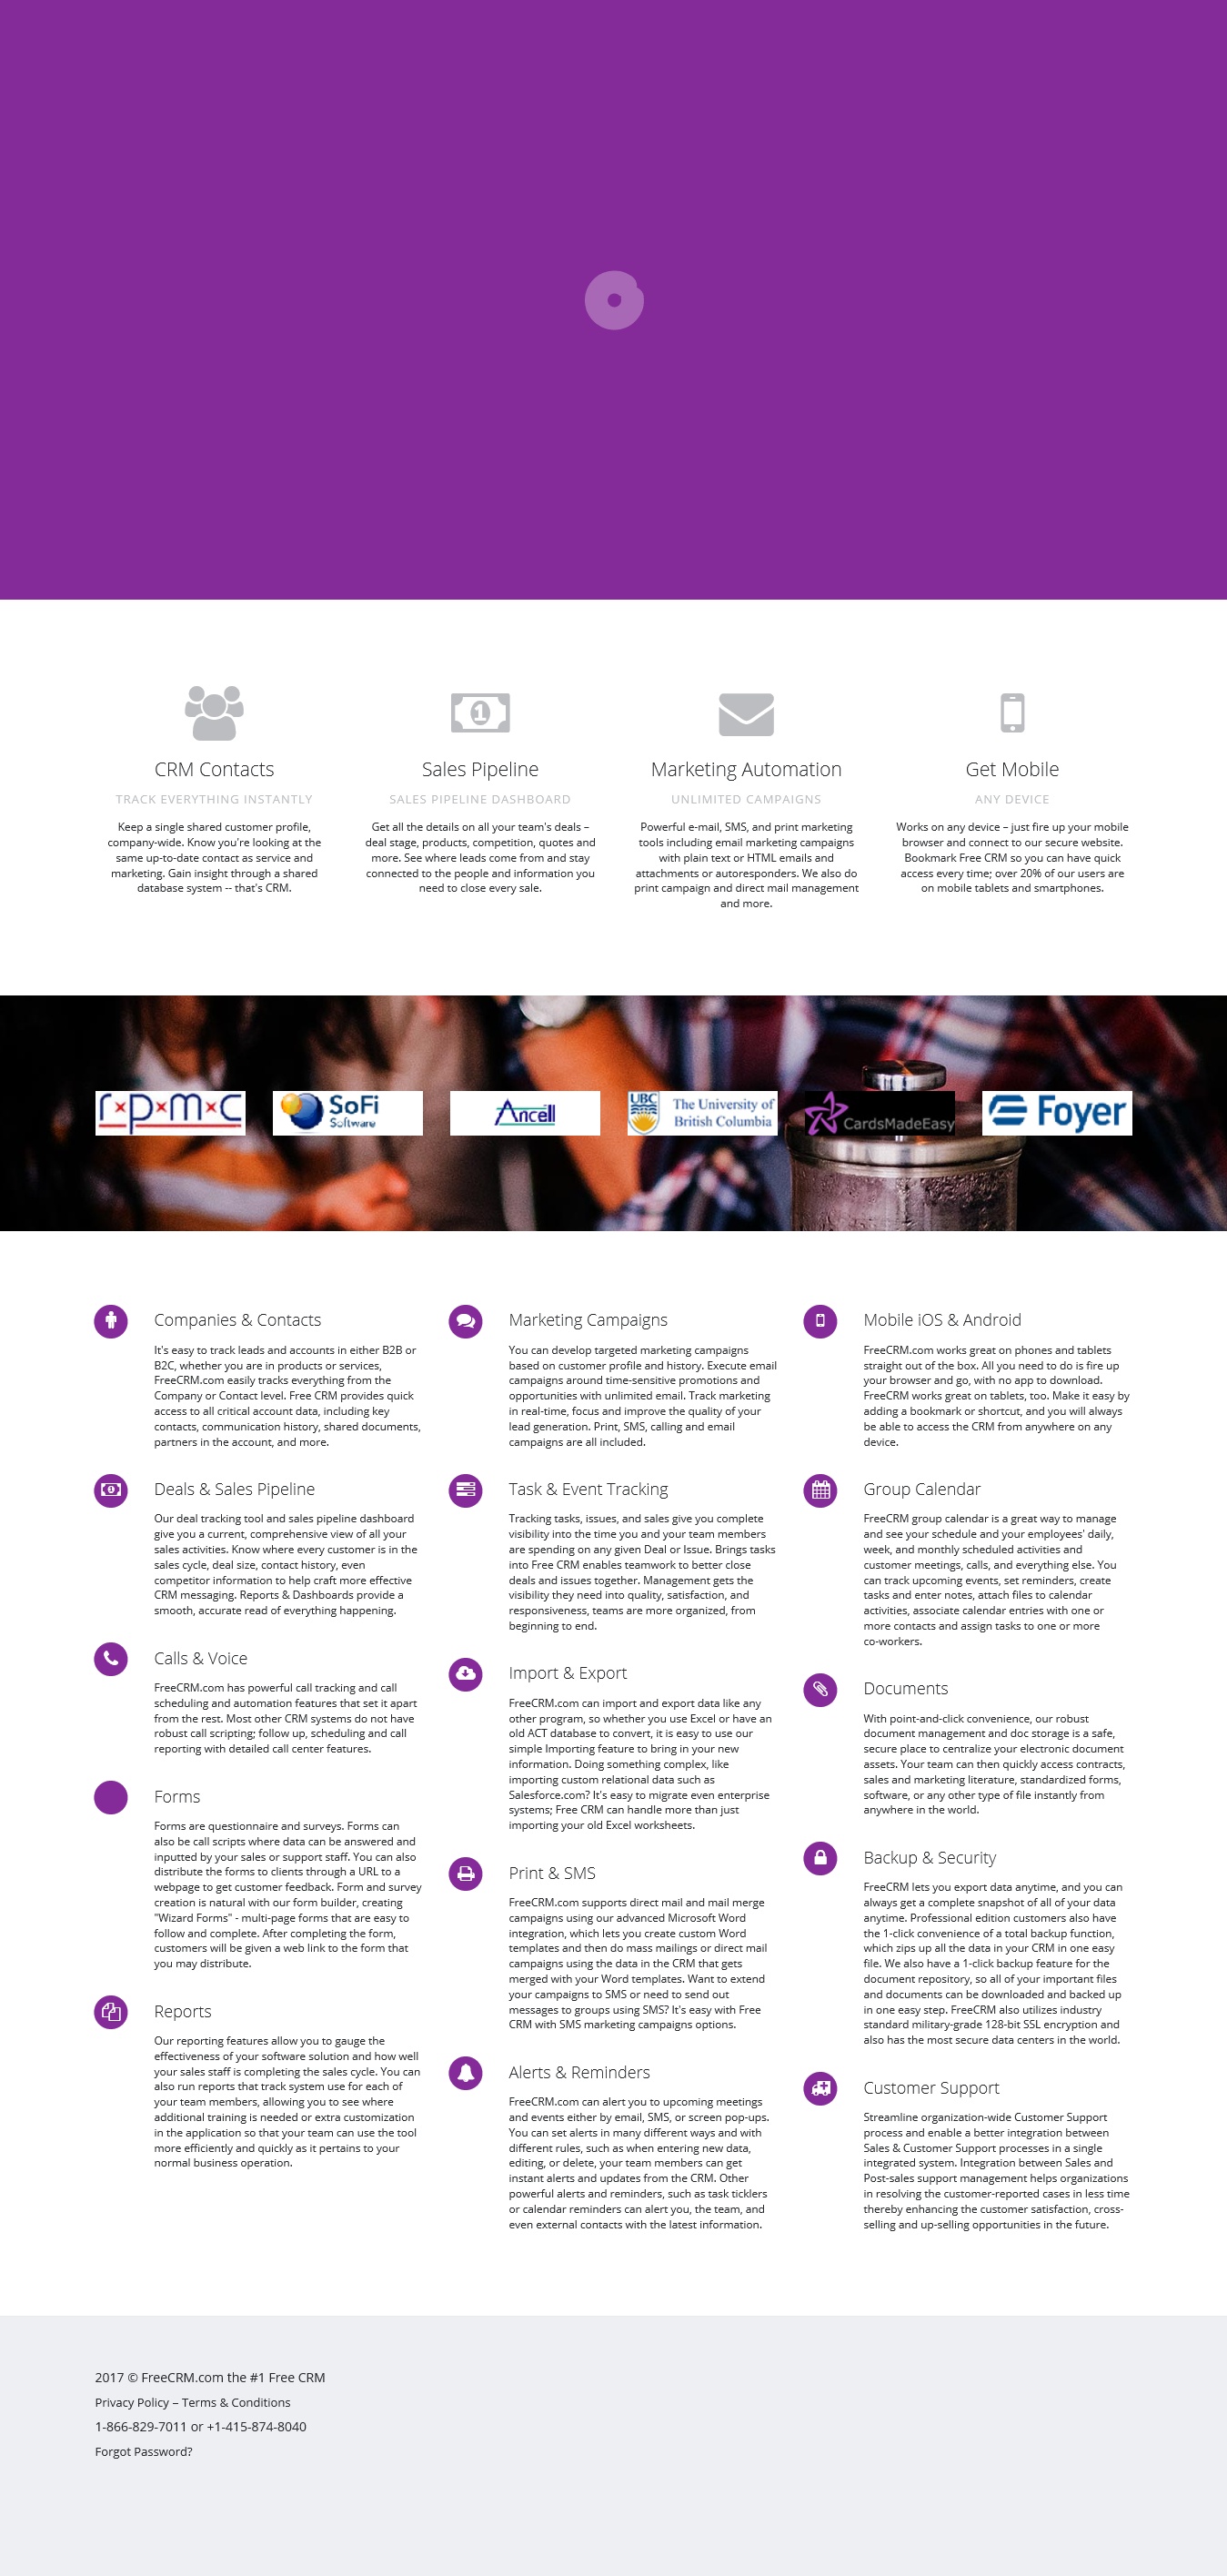 CRM Contacts
TRACK EVERYTHING INSTANTLY
Keep a single shared customer profile,
company-wide. Know you're looking at the
same up-to-date contact as service and
marketing. Gain insight through a shared
database system -- that's CRM.
Sales Pipeline
SALES PIPELINE DASHBOARD
Get all the details on all your team's deals –
deal stage, products, competition, quotes and
more. See where leads come from and stay
connected to the people and information you
need to close every sale.
Marketing Automation
UNLIMITED CAMPAIGNS
Powerful e-mail, SMS, and print marketing
tools including email marketing campaigns
with plain text or HTML emails and
attachments or autoresponders. We also do
print campaign and direct mail management
and more.
Get Mobile
ANY DEVICE
Works on any device – just fire up your mobile
browser and connect to our secure website.
Bookmark Free CRM so you can have quick
access every time; over 20% of our users are
on mobile tablets and smartphones.
r×p×m×c
SoFi
Software
Ancell
UBC
The University of
British Columbia
CardsMadeEasy
Foyer
Companies & Contacts
It's easy to track leads and accounts in either B2B or
B2C, whether you are in products or services,
FreeCRM.com easily tracks everything from the
Company or Contact level. Free CRM provides quick
access to all critical account data, including key
contacts, communication history, shared documents,
partners in the account, and more.
Deals & Sales Pipeline
Our deal tracking tool and sales pipeline dashboard
give you a current, comprehensive view of all your
sales activities. Know where every customer is in the
sales cycle, deal size, contact history, even
competitor information to help craft more effective
CRM messaging. Reports & Dashboards provide a
smooth, accurate read of everything happening.
Calls & Voice
FreeCRM.com has powerful call tracking and call
scheduling and automation features that set it apart
from the rest. Most other CRM systems do not have
robust call scripting; follow up, scheduling and call
reporting with detailed call center features.
Forms
Forms are questionnaire and surveys. Forms can
also be call scripts where data can be answered and
inputted by your sales or support staff. You can also
distribute the forms to clients through a URL to a
webpage to get customer feedback. Form and survey
creation is natural with our form builder, creating
"Wizard Forms" - multi-page forms that are easy to
follow and complete. After completing the form,
customers will be given a web link to the form that
you may distribute.
Reports
Our reporting features allow you to gauge the
effectiveness of your software solution and how well
your sales staff is completing the sales cycle. You can
also run reports that track system use for each of
your team members, allowing you to see where
additional training is needed or extra customization
in the application so that your team can use the tool
more efficiently and quickly as it pertains to your
normal business operation.
Marketing Campaigns
You can develop targeted marketing campaigns
based on customer profile and history. Execute email
campaigns around time-sensitive promotions and
opportunities with unlimited email. Track marketing
in real-time, focus and improve the quality of your
lead generation. Print, SMS, calling and email
campaigns are all included.
Task & Event Tracking
Tracking tasks, issues, and sales give you complete
visibility into the time you and your team members
are spending on any given Deal or Issue. Brings tasks
into Free CRM enables teamwork to better close
deals and issues together. Management gets the
visibility they need into quality, satisfaction, and
responsiveness, teams are more organized, from
beginning to end.
Import & Export
FreeCRM.com can import and export data like any
other program, so whether you use Excel or have an
old ACT database to convert, it is easy to use our
simple Importing feature to bring in your new
information. Doing something complex, like
importing custom relational data such as
Salesforce.com? It's easy to migrate even enterprise
systems; Free CRM can handle more than just
importing your old Excel worksheets.
Print & SMS
FreeCRM.com supports direct mail and mail merge
campaigns using our advanced Microsoft Word
integration, which lets you create custom Word
templates and then do mass mailings or direct mail
campaigns using the data in the CRM that gets
merged with your Word templates. Want to extend
your campaigns to SMS or need to send out
messages to groups using SMS? It's easy with Free
CRM with SMS marketing campaigns options.
Alerts & Reminders
FreeCRM.com can alert you to upcoming meetings
and events either by email, SMS, or screen pop-ups.
You can set alerts in many different ways and with
different rules, such as when entering new data,
editing, or delete, your team members can get
instant alerts and updates from the CRM. Other
powerful alerts and reminders, such as task ticklers
or calendar reminders can alert you, the team, and
even external contacts with the latest information.
Mobile iOS & Android
FreeCRM.com works great on phones and tablets
straight out of the box. All you need to do is fire up
your browser and go, with no app to download.
FreeCRM works great on tablets, too. Make it easy by
adding a bookmark or shortcut, and you will always
be able to access the CRM from anywhere on any
device.
Group Calendar
FreeCRM group calendar is a great way to manage
and see your schedule and your employees' daily,
week, and monthly scheduled activities and
customer meetings, calls, and everything else. You
can track upcoming events, set reminders, create
tasks and enter notes, attach files to calendar
activities, associate calendar entries with one or
more contacts and assign tasks to one or more
co-workers.
Documents
With point-and-click convenience, our robust
document management and doc storage is a safe,
secure place to centralize your electronic document
assets. Your team can then quickly access contracts,
sales and marketing literature, standardized forms,
software, or any other type of file instantly from
anywhere in the world.
Backup & Security
FreeCRM lets you export data anytime, and you can
always get a complete snapshot of all of your data
anytime. Professional edition customers also have
the 1-click convenience of a total backup function,
which zips up all the data in your CRM in one easy
file. We also have a 1-click backup feature for the
document repository, so all of your important files
and documents can be downloaded and backed up
in one easy step. FreeCRM also utilizes industry
standard military-grade 128-bit SSL encryption and
also has the most secure data centers in the world.
Customer Support
Streamline organization-wide Customer Support
process and enable a better integration between
Sales & Customer Support processes in a single
integrated system. Integration between Sales and
Post-sales support management helps organizations
in resolving the customer-reported cases in less time
thereby enhancing the customer satisfaction, cross-
selling and up-selling opportunities in the future.
2017 © FreeCRM.com the #1 Free CRM
Privacy Policy – Terms & Conditions
1-866-829-7011 or +1-415-874-8040
Forgot Password?